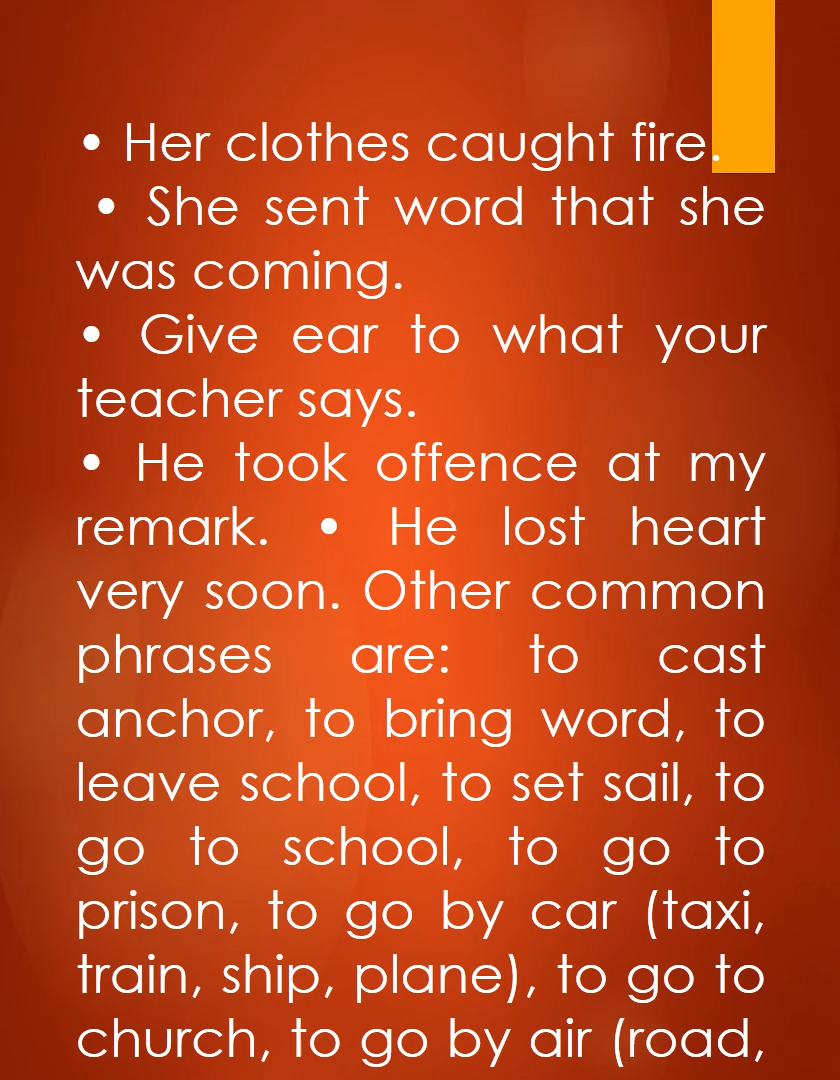 • Her clothes caught fire.
• She sent word that she
was coming.
• Give ear to what your
teacher says.
• He took offence at my
remark. • He lost heart
very soon. Other common
phrases are: to cast
anchor, to bring word, to
leave school, to set sail, to
go to school, to go to
prison, to go by car (taxi,
train, ship, plane), to go to
church, to go by air (road,